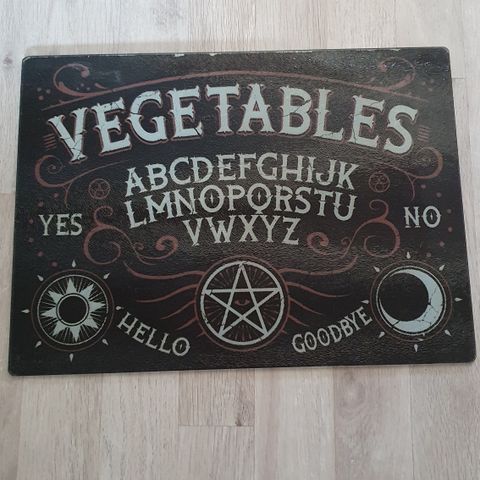 VEGETABLES
ABCDEFGHIJK
LMNOPQRSTU
VWXYZ
YES
NO
HELLO
GOODBYE